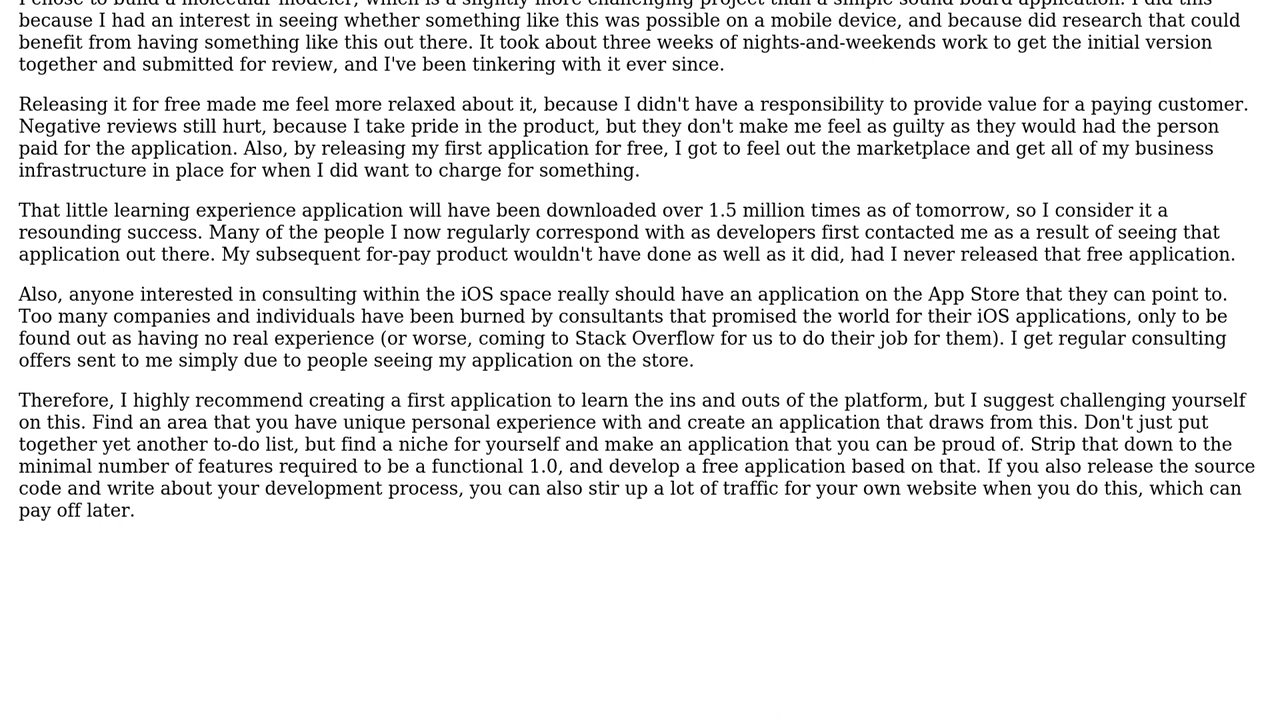 I chose to build a molecular modeler, which is a slightly more challenging project than a simple sound board application. I did this
because I had an interest in seeing whether something like this was possible on a mobile device, and because did research that could
benefit from having something like this out there. It took about three weeks of nights-and-weekends work to get the initial version
together and submitted for review, and I've been tinkering with it ever since.
Releasing it for free made me feel more relaxed about it, because I didn't have a responsibility to provide value for a paying customer.
Negative reviews still hurt, because I take pride in the product, but they don't make me feel as guilty as they would had the person
paid for the application. Also, by releasing my first application for free, I got to feel out the marketplace and get all of my business
infrastructure in place for when I did want to charge for something.
That little learning experience application will have been downloaded over 1.5 million times as of tomorrow, so I consider it a
resounding success. Many of the people I now regularly correspond with as developers first contacted me as a result of seeing that
application out there. My subsequent for-pay product wouldn't have done as well as it did, had I never released that free application.
Also, anyone interested in consulting within the iOS space really should have an application on the App Store that they can point to.
Too many companies and individuals have been burned by consultants that promised the world for their iOS applications, only to be
found out as having no real experience (or worse, coming to Stack Overflow for us to do their job for them). I get regular consulting
offers sent to me simply due to people seeing my application on the store.
Therefore, I highly recommend creating a first application to learn the ins and outs of the platform, but I suggest challenging yourself
on this. Find an area that you have unique personal experience with and create an application that draws from this. Don't just put
together yet another to-do list, but find a niche for yourself and make an application that you can be proud of. Strip that down to the
minimal number of features required to be a functional 1.0, and develop a free application based on that. If you also release the source
code and write about your development process, you can also stir up a lot of traffic for your own website when you do this, which can
pay off later.